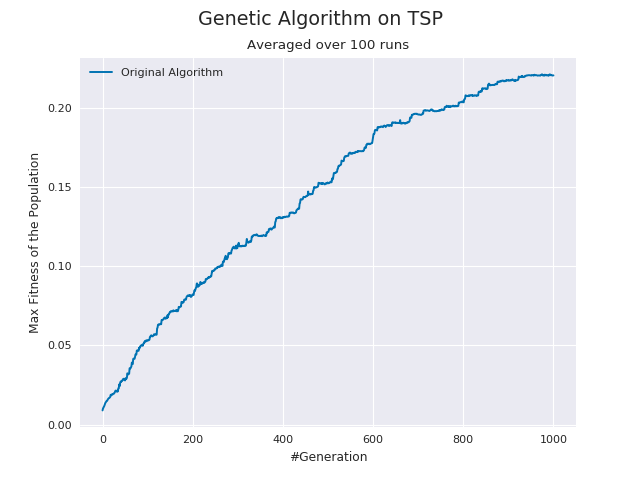 Genetic Algorithm on TSP
Averaged over 100 runs
Original Algorithm
Max Fitness of the Population
0.20
0.15
0.10
0.05
0.00
0 200 400 600 800 1000
#Generation